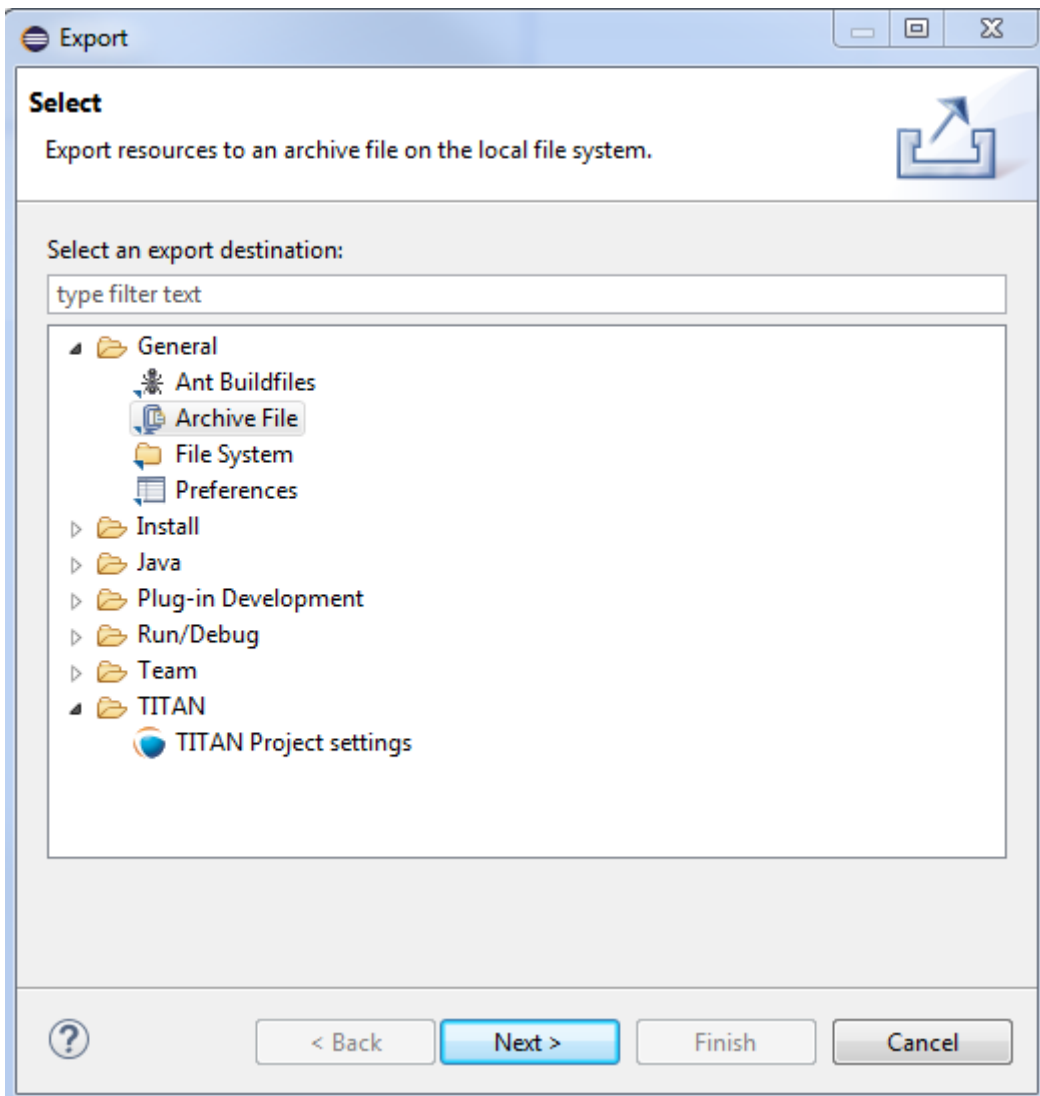 Export
Select
Export resources to an archive file on the local file system.
Select an export destination:
type filter text
General
Ant Buildfiles
Archive File
File System
Preferences
Install
Java
Plug-in Development
Run/Debug
Team
TITAN
TITAN Project settings
? < Back Next > Finish Cancel